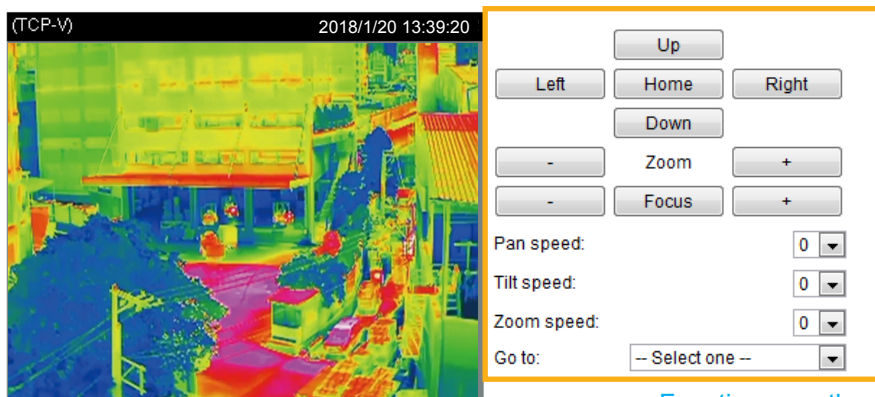 (TCP-V) 2018/1/20 13:39:20
Up
Left Home Right
Down
- Zoom +
- Focus +
Pan speed: 0
Tilt speed: 0
Zoom speed: 0
Go to: -- Select one --